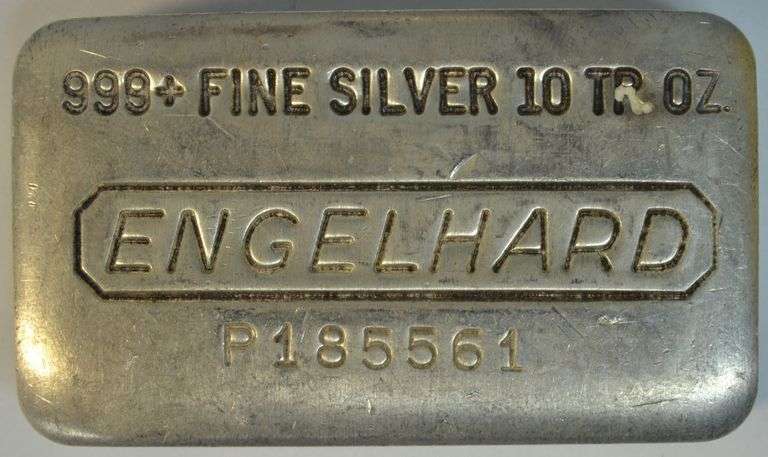 999+ FINE SILVER 10 TR. OZ.
ENGELHARD
P185561